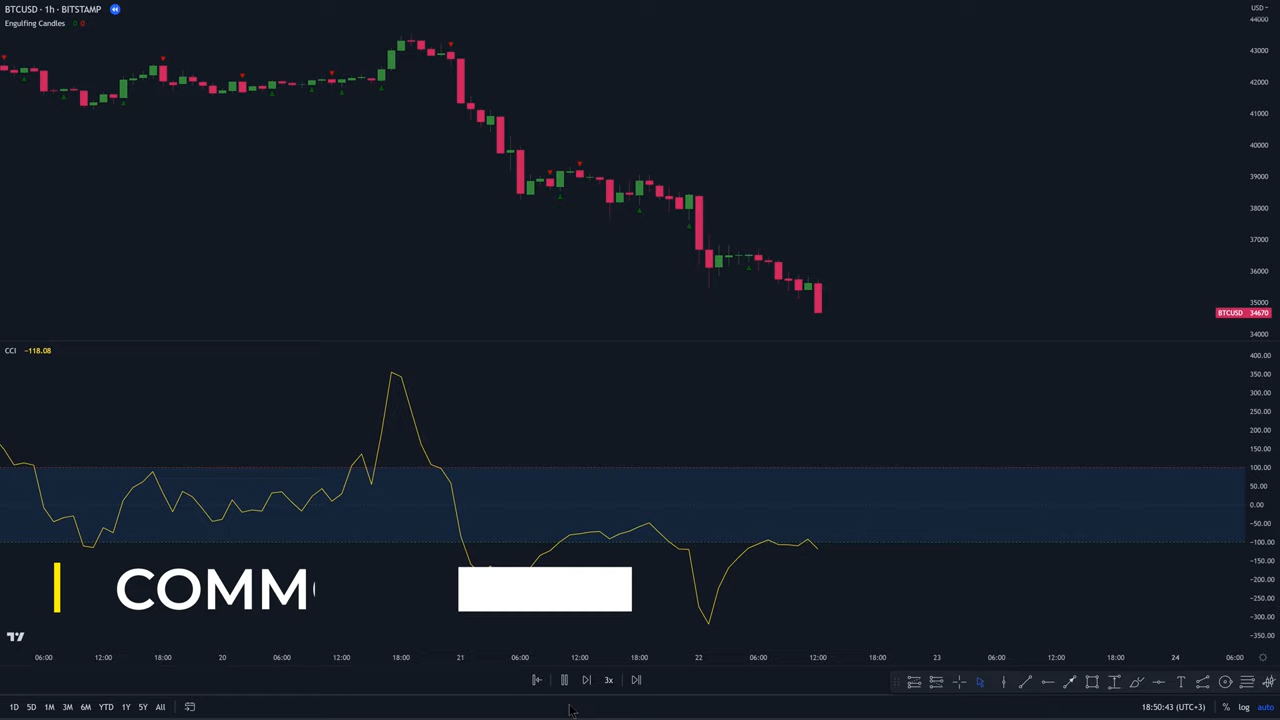 BTCUSD · 1h · BITSTAMP
USD
Engulfing Candles 0 0
44000
43000
42000
41000
40000
39000
38000
37000
36000
35000
BTCUSD 34670
34000
CCI −118.08
400.00
350.00
300.00
250.00
200.00
150.00
100.00
50.00
0.00
−50.00
−100.00
−150.00
−200.00
−250.00
−300.00
−350.00
COMM
06:00 12:00 18:00 20 06:00 12:00 18:00 21 06:00 12:00 18:00 22 06:00 12:00 18:00 23 06:00 12:00 18:00 24 06:00
3x
1D 5D 1M 3M 6M YTD 1Y 5Y All
18:50:43 (UTC+3) % log auto